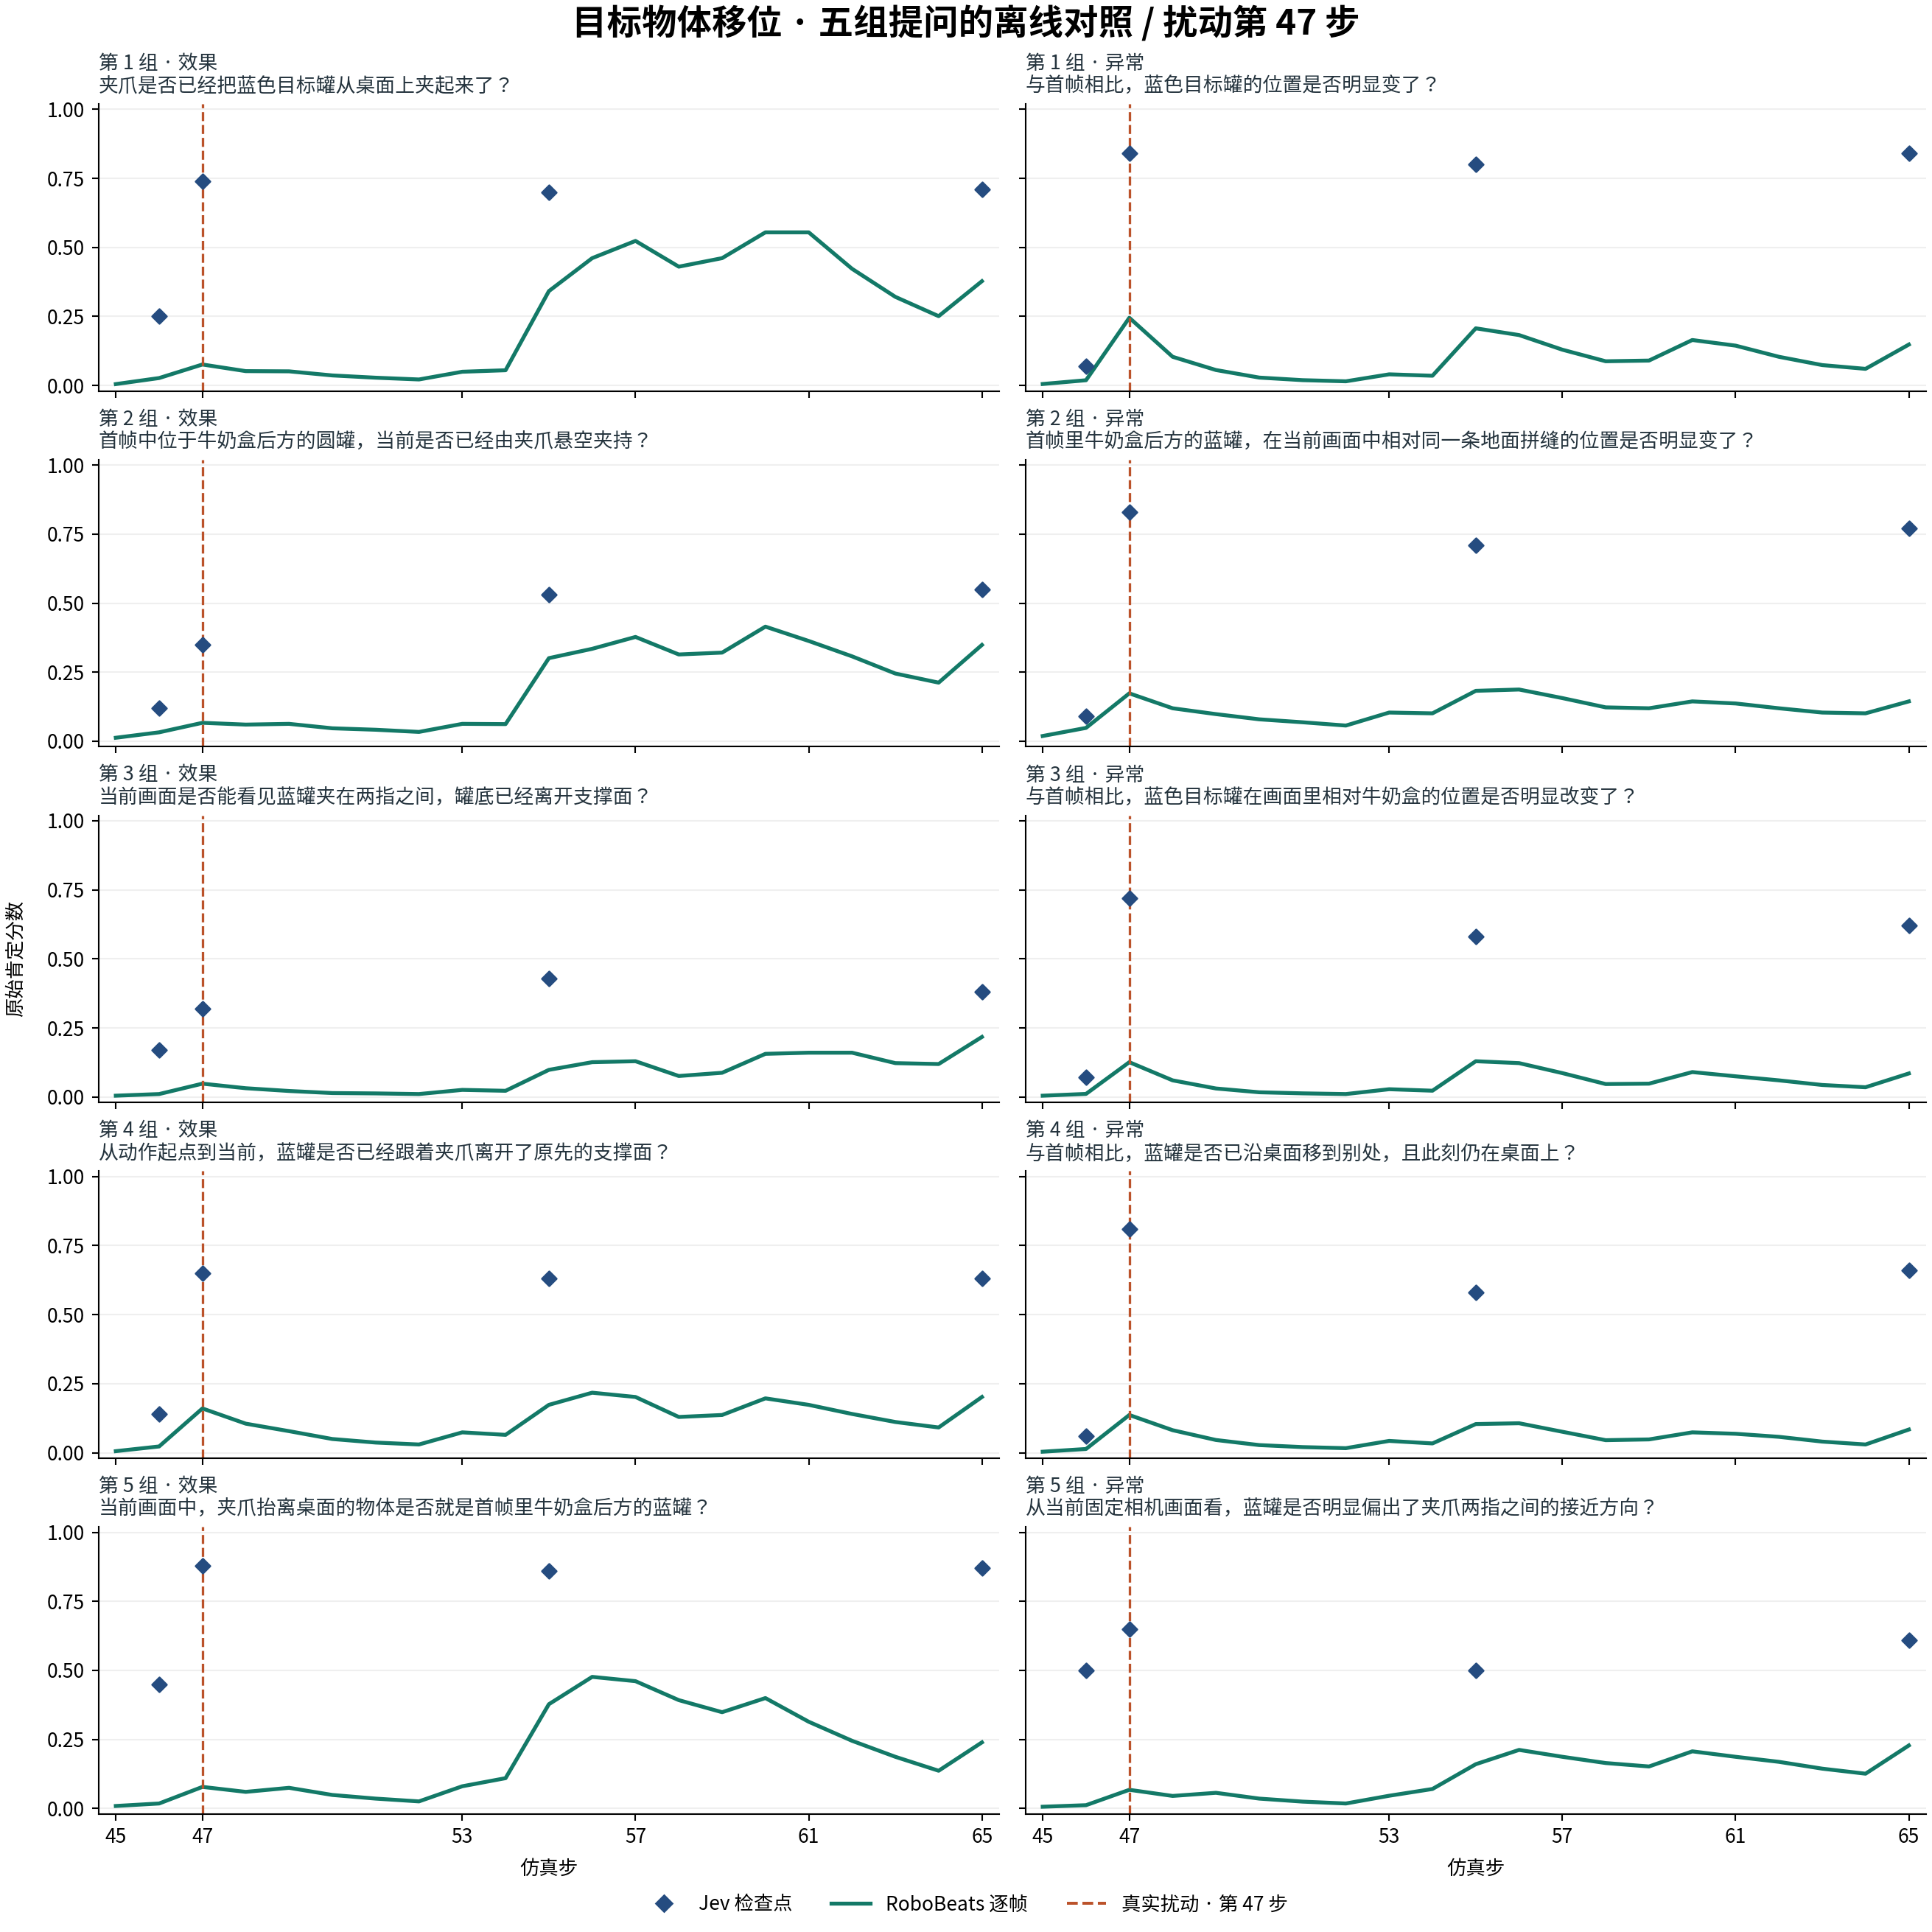 目标物体移位 · 五组提问的离线对照 / 扰动第 47 步
第 1 组 · 效果
夹爪是否已经把蓝色目标罐从桌面上夹起来了？
第 1 组 · 异常
与首帧相比，蓝色目标罐的位置是否明显变了？
1.00
0.75
0.50
0.25
0.00
第 2 组 · 效果
首帧中位于牛奶盒后方的圆罐，当前是否已经由夹爪悬空夹持？
第 2 组 · 异常
首帧里牛奶盒后方的蓝罐，在当前画面中相对同一条地面拼缝的位置是否明显变了？
1.00
0.75
0.50
0.25
0.00
第 3 组 · 效果
当前画面是否能看见蓝罐夹在两指之间，罐底已经离开支撑面？
第 3 组 · 异常
与首帧相比，蓝色目标罐在画面里相对牛奶盒的位置是否明显改变了？
原始肯定分数
1.00
0.75
0.50
0.25
0.00
第 4 组 · 效果
从动作起点到当前，蓝罐是否已经跟着夹爪离开了原先的支撑面？
第 4 组 · 异常
与首帧相比，蓝罐是否已沿桌面移到别处，且此刻仍在桌面上？
1.00
0.75
0.50
0.25
0.00
第 5 组 · 效果
当前画面中，夹爪抬离桌面的物体是否就是首帧里牛奶盒后方的蓝罐？
第 5 组 · 异常
从当前固定相机画面看，蓝罐是否明显偏出了夹爪两指之间的接近方向？
1.00
0.75
0.50
0.25
0.00
45 47 53 57 61 65
45 47 53 57 61 65
仿真步
仿真步
Jev 检查点
RoboBeats 逐帧
真实扰动 · 第 47 步